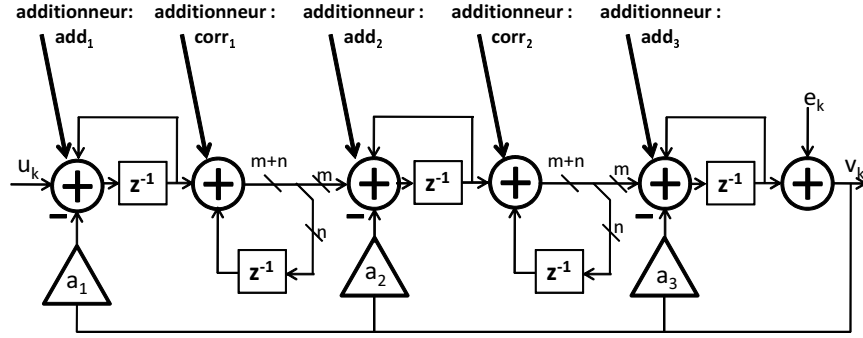 additionneur:
add1
additionneur :
corr1
additionneur :
add2
additionneur :
corr2
additionneur :
add3
uk
+
z-1
+
m+n
m
n
z-1
+
z-1
+
m+n
m
n
z-1
+
z-1
+
ek
vk
−
−
−
a1
a2
a3